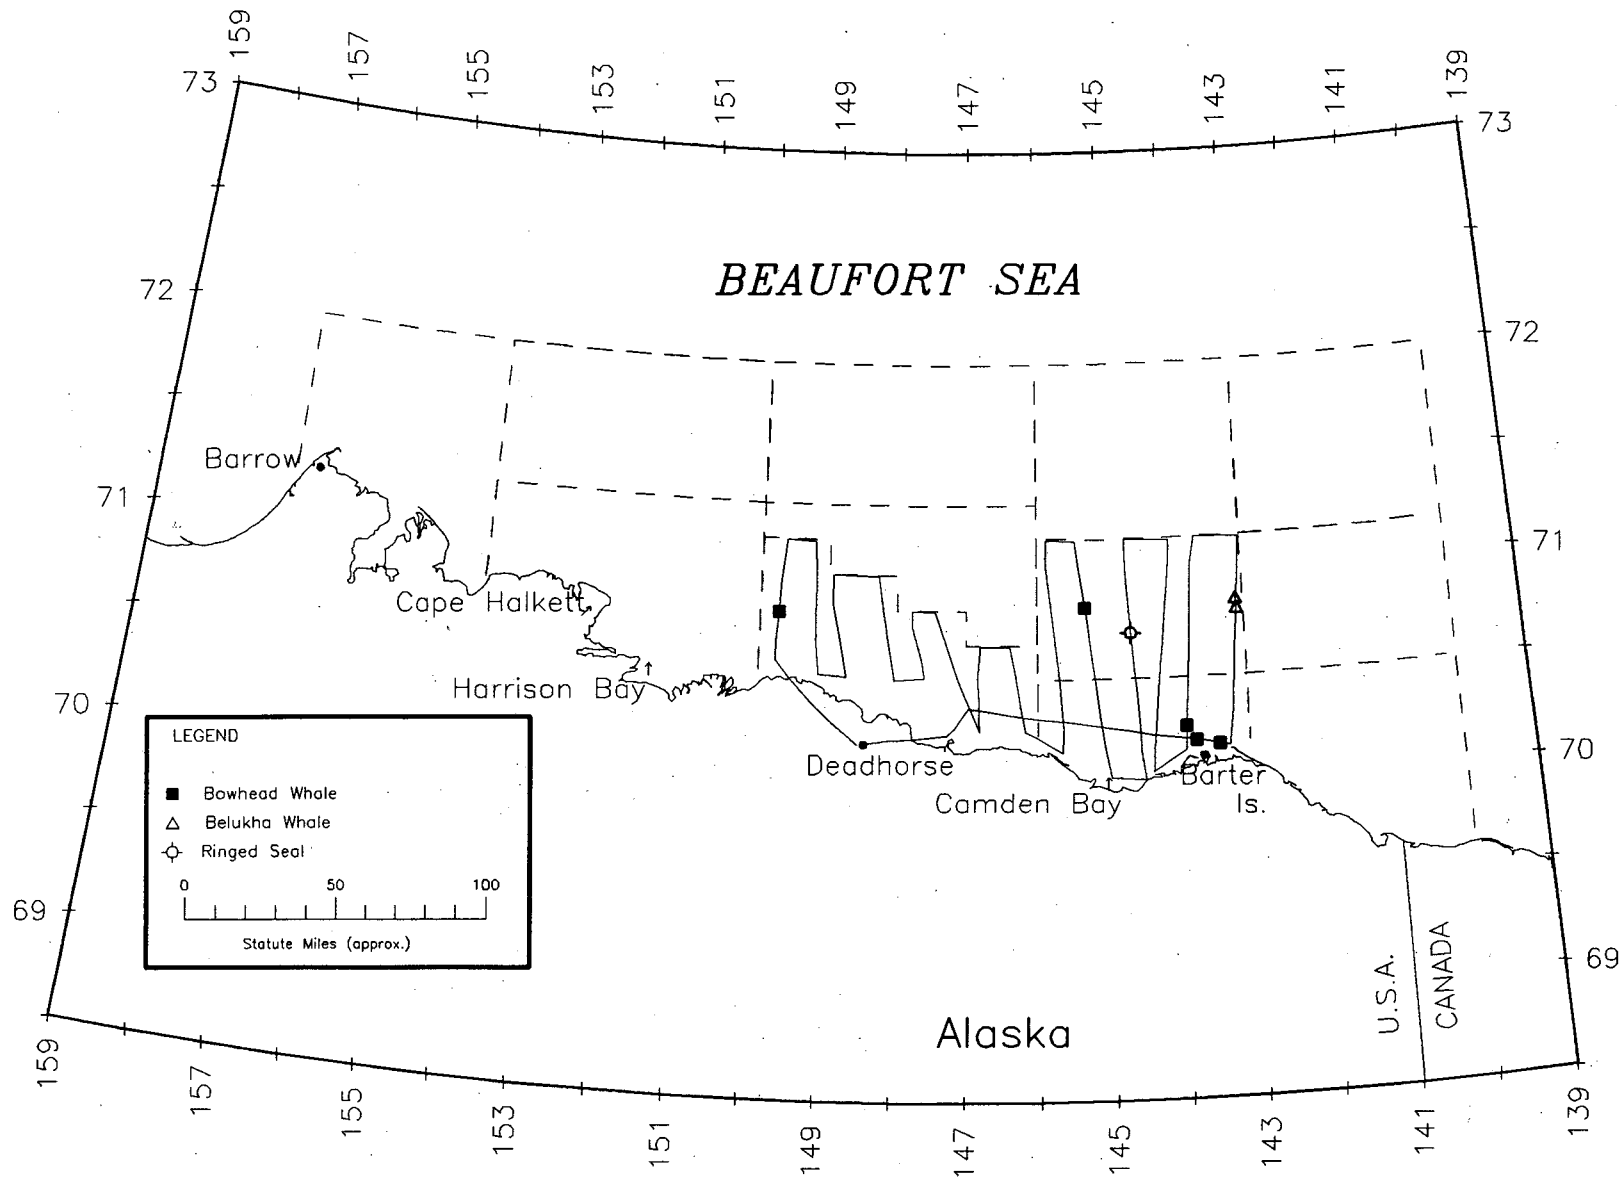 159
157
155
153
151
149
147
145
143
141
139
73
73
BEAUFORT SEA
72
72
Barrow
71
71
Cape Halkett
Harrison Bay
70
70
Deadhorse
Camden Bay
Barter
Is.
LEGEND
Bowhead Whale
Belukha Whale
Ringed Seal
0 50 100
Statute Miles (approx.)
69
69
U.S.A.
CANADA
Alaska
159
157
155
153
151
149
147
145
143
141
139